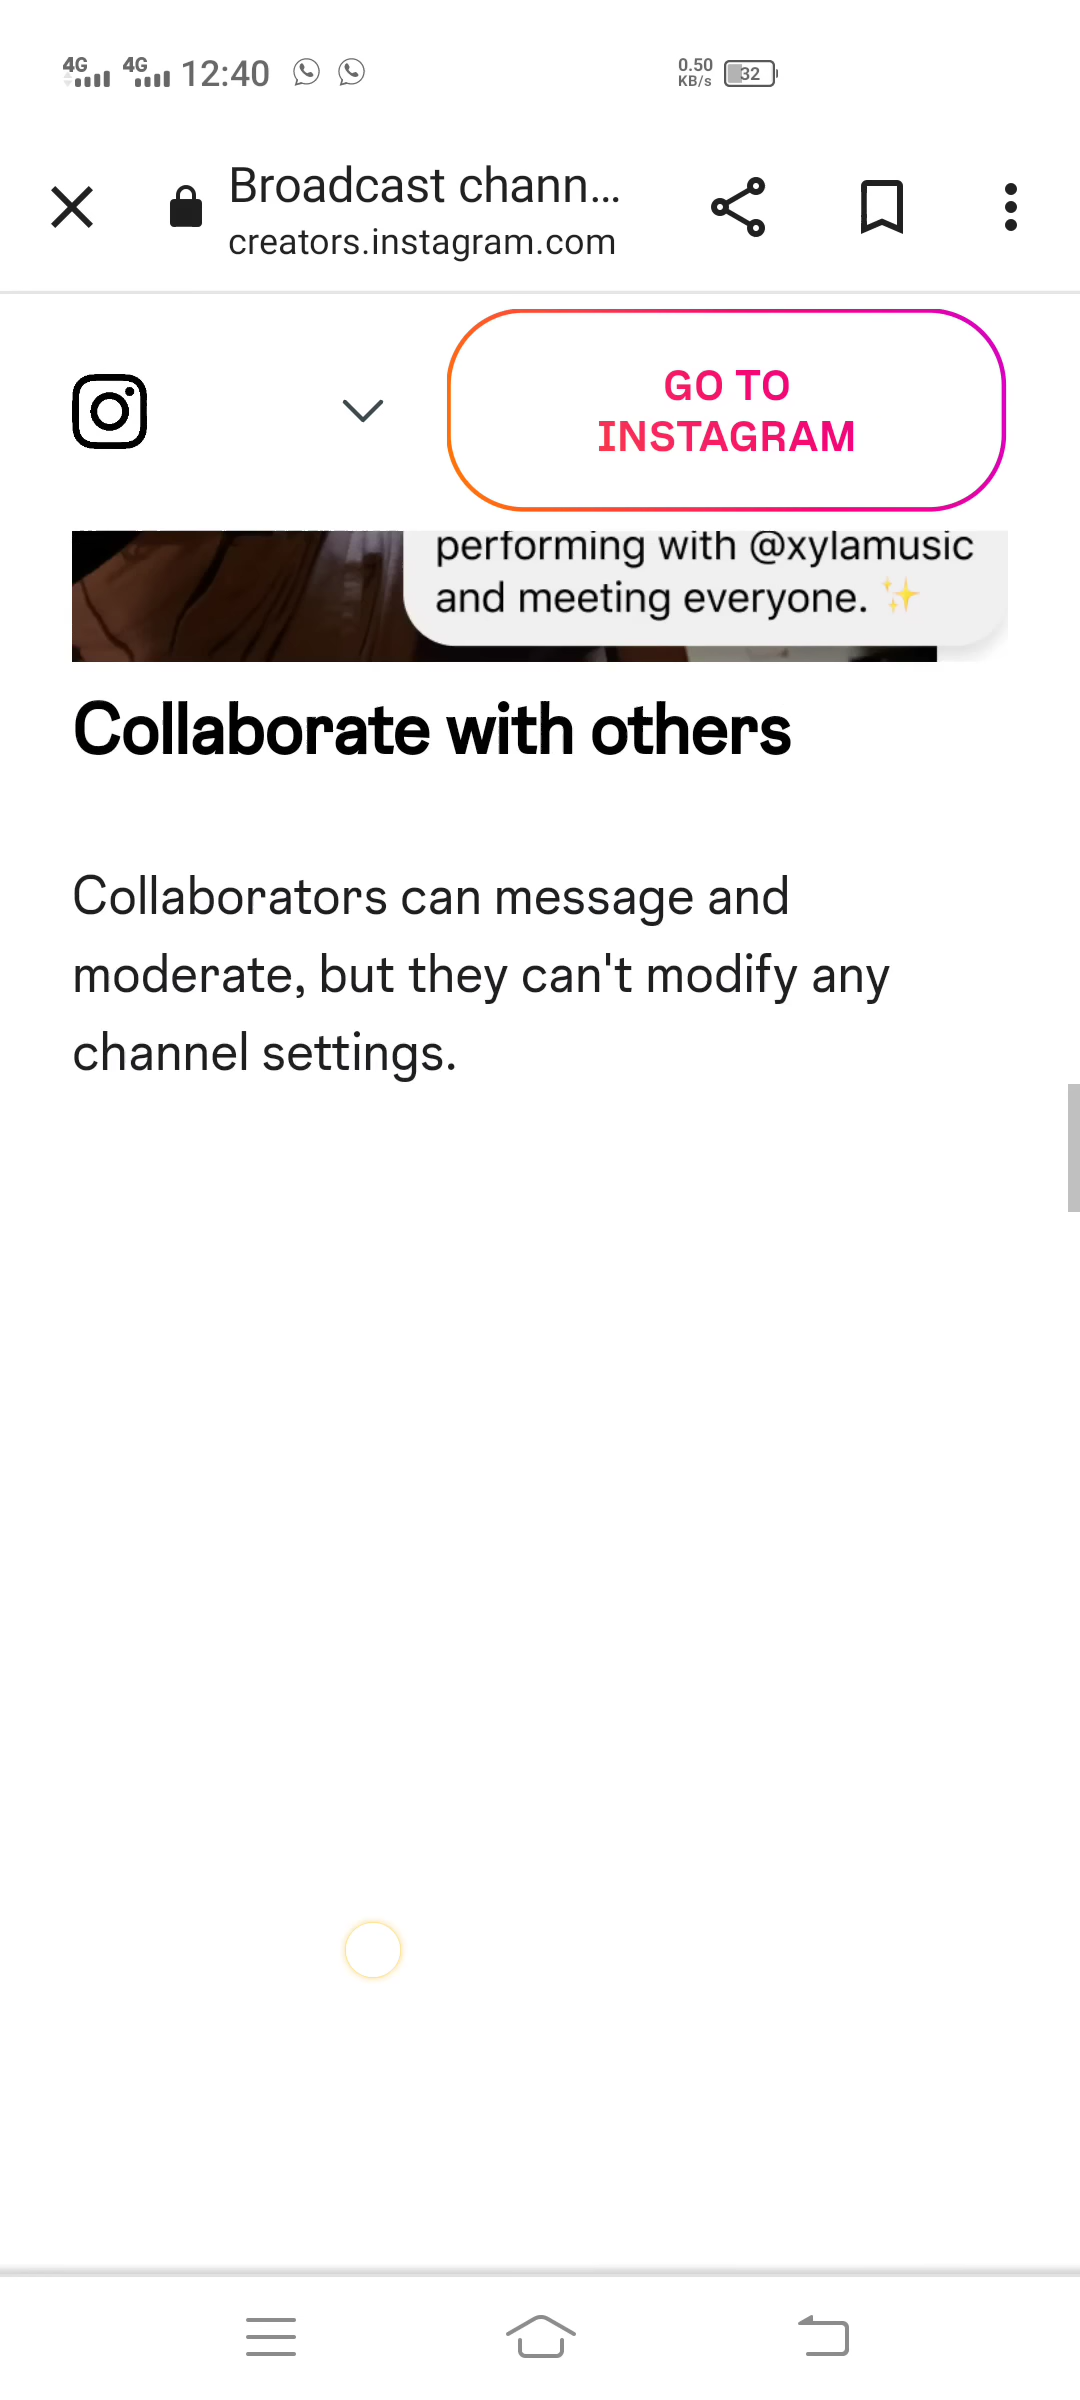 4G 4G 12:40 0.50 KB/s 32
Broadcast chann...
creators.instagram.com
GO TO
INSTAGRAM
performing with @xylamusic
and meeting everyone. ✨
Collaborate with others
Collaborators can message and
moderate, but they can't modify any
channel settings.